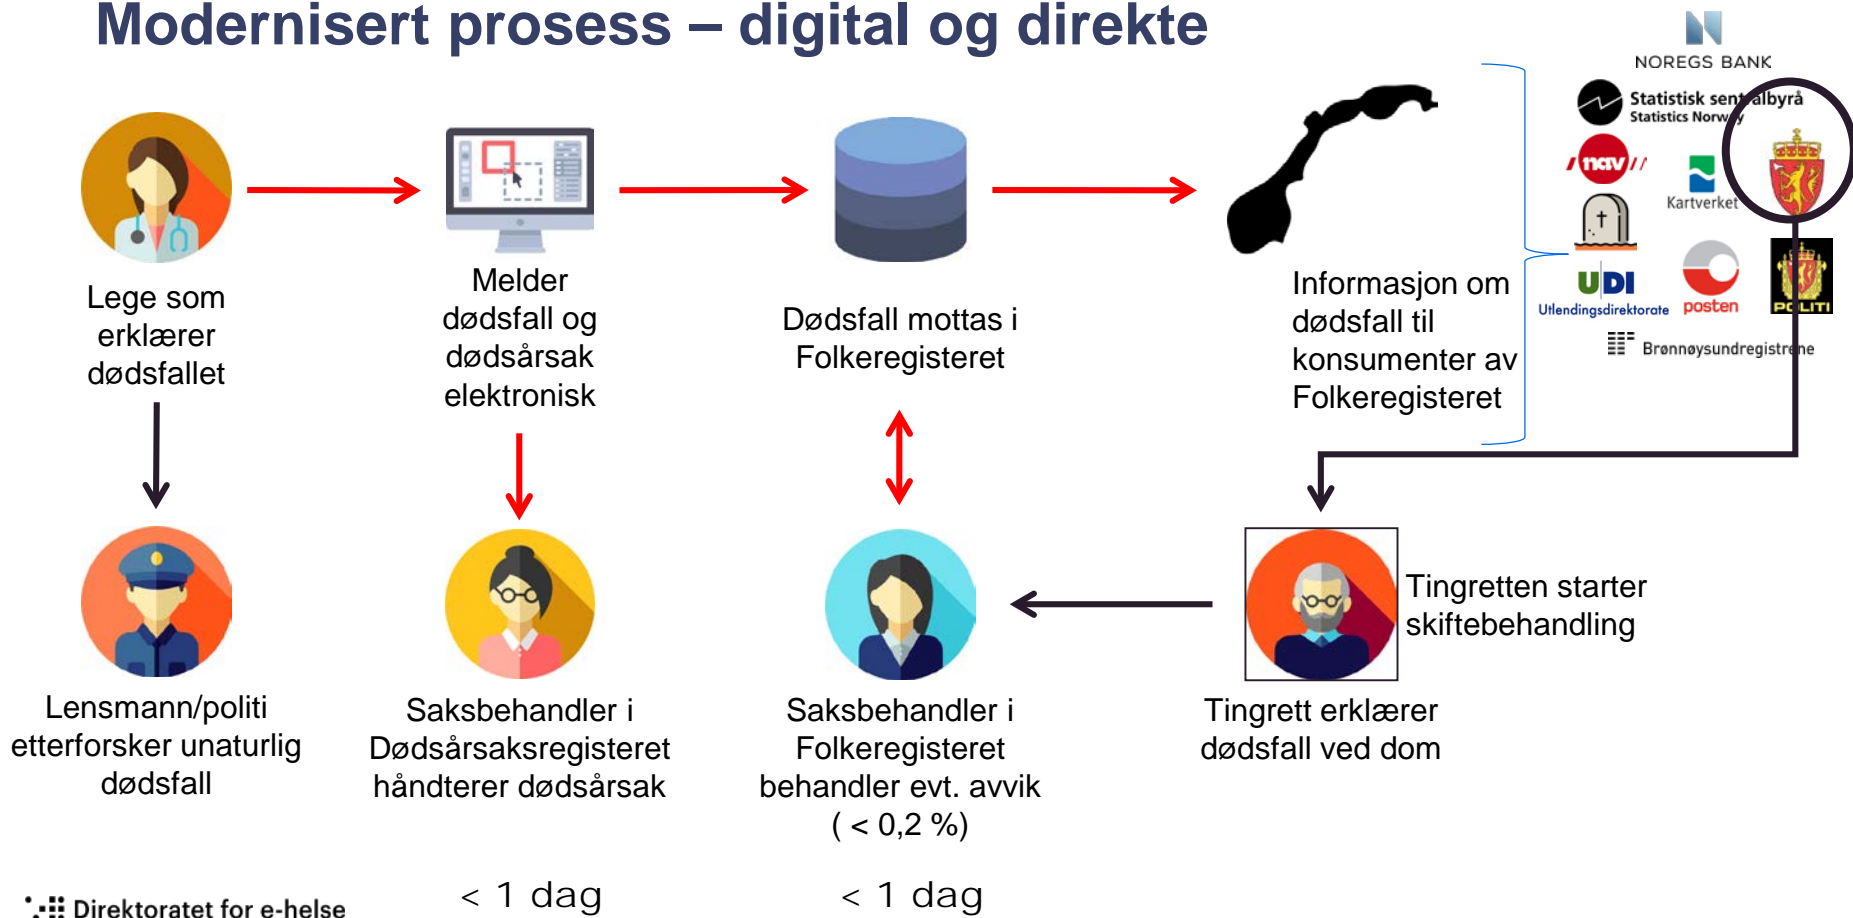 Modernisert prosess – digital og direkte
NOREGS BANK
Statistisk sentralbyrå
Statistics Norway
nav
Kartverket
UDI
Utlendingsdirektorate
posten
POLITI
Brønnøysundregistrene
Lege som
erklærer
dødsfallet
Melder
dødsfall og
dødsårsak
elektronisk
Dødsfall mottas i
Folkeregisteret
Informasjon om
dødsfall til
konsumenter av
Folkeregisteret
Lensmann/politi
etterforsker unaturlig
dødsfall
Saksbehandler i
Dødsårsaksregisteret
håndterer dødsårsak
Saksbehandler i
Folkeregisteret
behandler evt. avvik
( < 0,2 %)
Tingretten starter
skiftebehandling
Tingrett erklærer
dødsfall ved dom
< 1 dag
< 1 dag
Direktoratet for e-helse